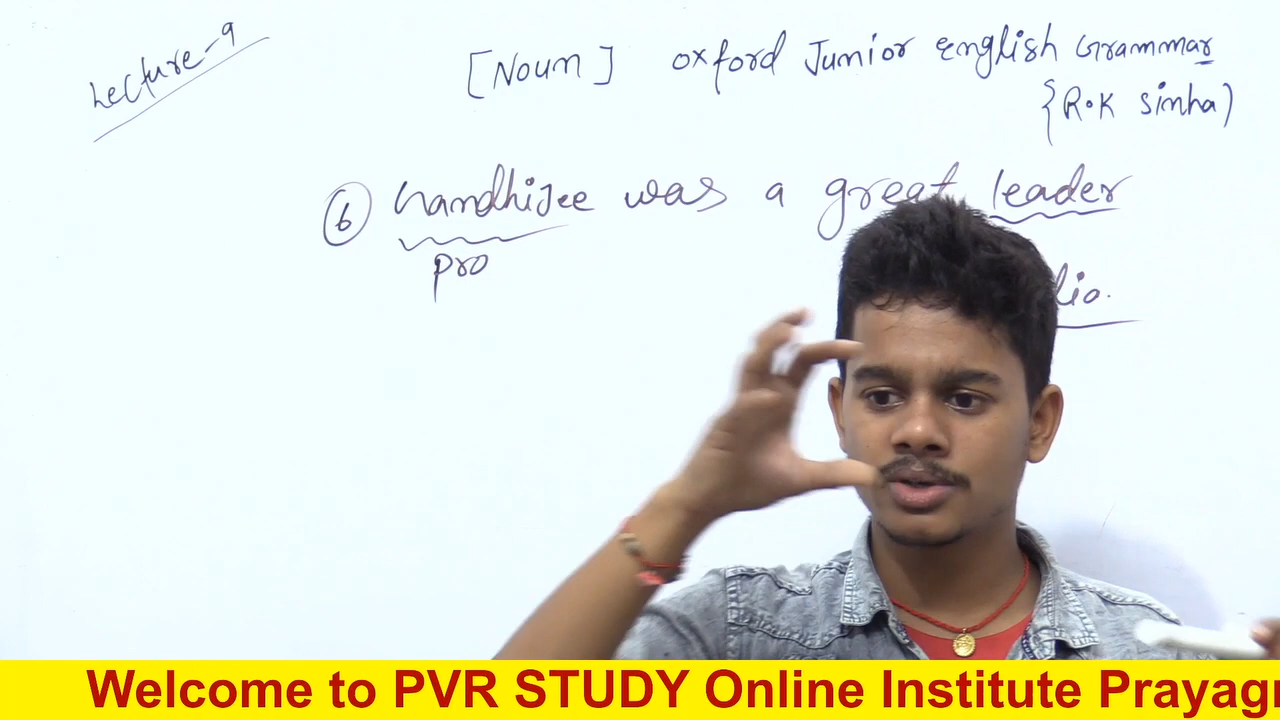 Lecture-9
[Noun] Oxford Junior English Grammar
{R.K Sinha)
6 Gandhijee was a great leader
pro
Welcome to PVR STUDY Online Institute Prayagr